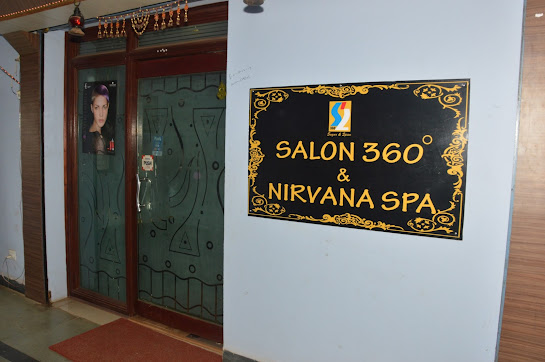 SALON 360°
&
NIRVANA SPA